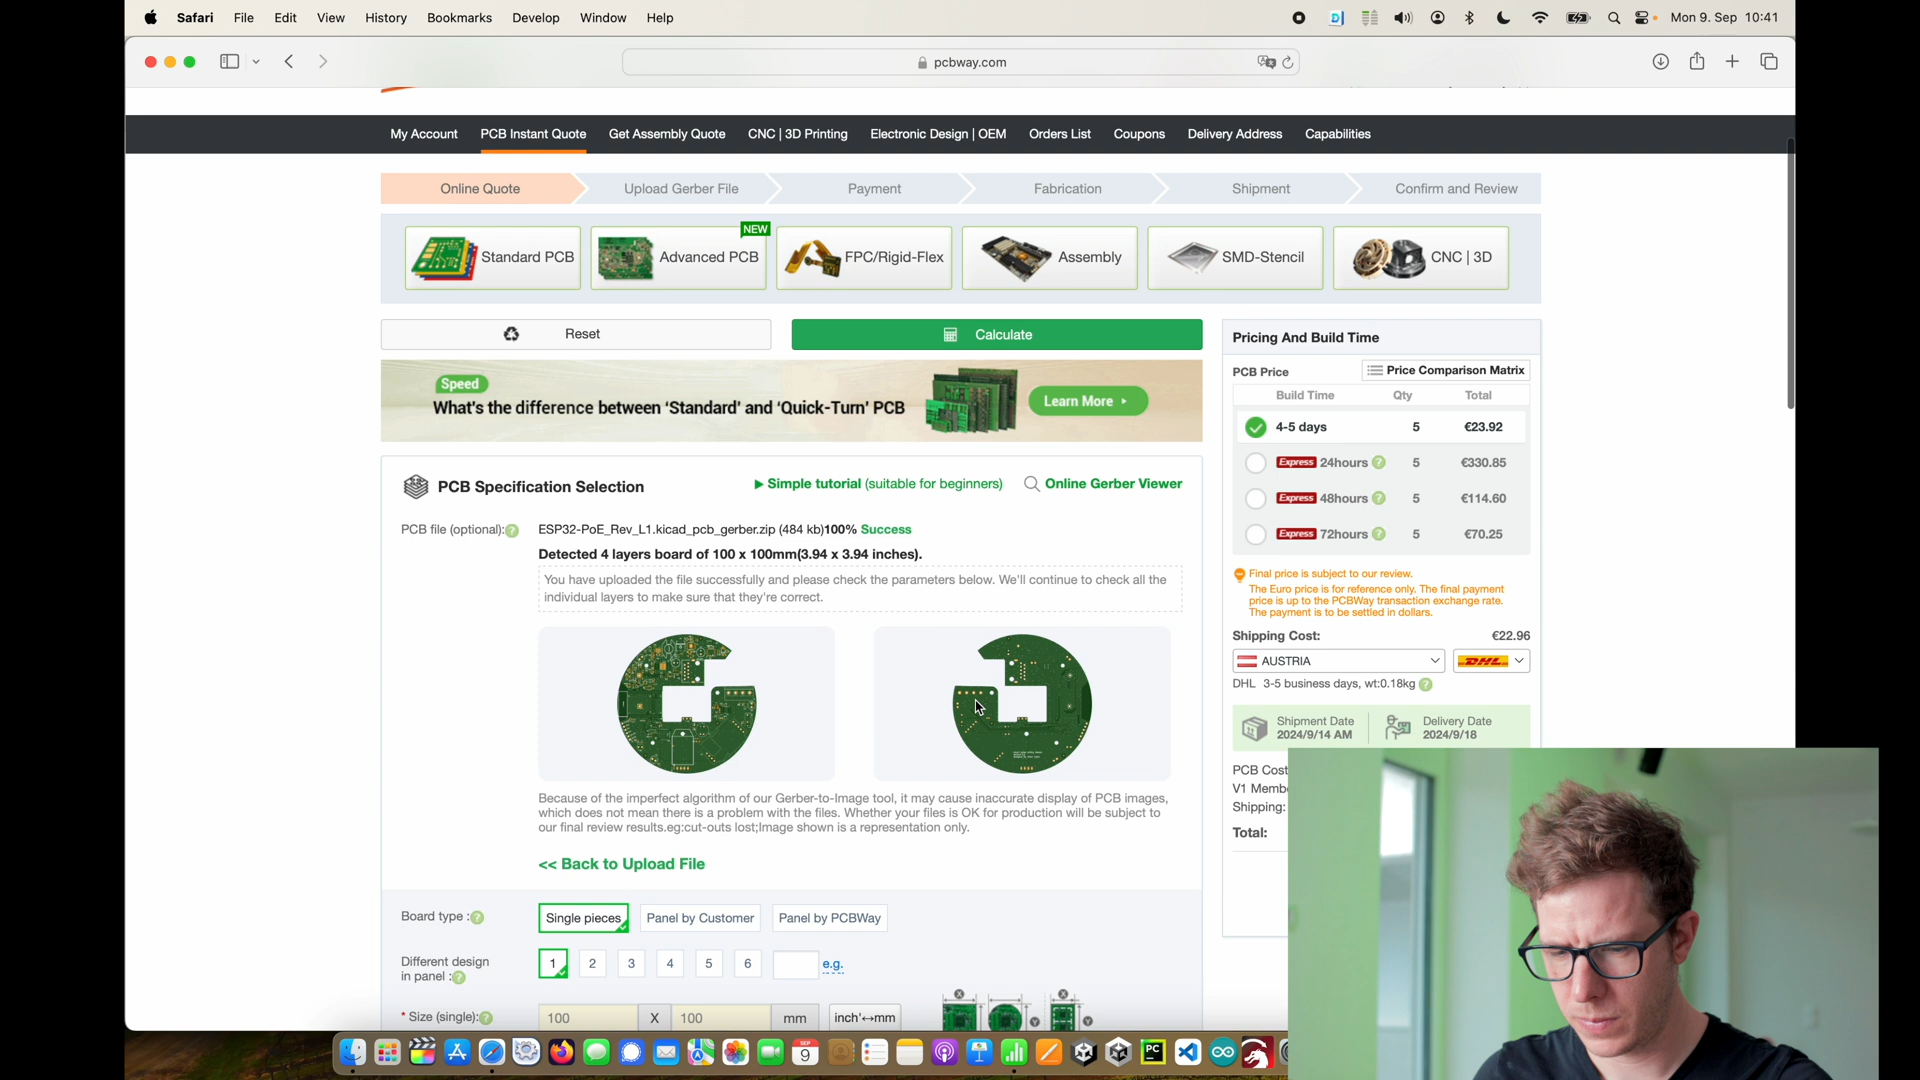 Safari File Edit View History Bookmarks Develop Window Help
Mon 9. Sep 10:41
pcbway.com
My Account PCB Instant Quote Get Assembly Quote CNC | 3D Printing Electronic Design | OEM Orders List Coupons Delivery Address Capabilities
Online Quote Upload Gerber File Payment Fabrication Shipment Confirm and Review
NEW
Standard PCB Advanced PCB FPC/Rigid-Flex Assembly SMD-Stencil CNC | 3D
Reset Calculate
Speed
What's the difference between 'Standard' and 'Quick-Turn' PCB
Learn More
PCB Specification Selection
Simple tutorial (suitable for beginners) Online Gerber Viewer
PCB file (optional):
ESP32-PoE_Rev_L1.kicad_pcb_gerber.zip (484 kb)100% Success
Detected 4 layers board of 100 x 100mm(3.94 x 3.94 inches).
You have uploaded the file successfully and please check the parameters below. We'll continue to check all the
individual layers to make sure that they're correct.
Because of the imperfect algorithm of our Gerber-to-Image tool, it may cause inaccurate display of PCB images,
which does not mean there is a problem with the files. Whether your files is OK for production will be subject to
our final review results.eg:cut-outs lost;Image shown is a representation only.
<< Back to Upload File
Board type :
Single pieces Panel by Customer Panel by PCBWay
Different design
in panel :
1 2 3 4 5 6 e.g.
* Size (single):
100 X 100 mm inch'↔mm
X X
Y Y
Pricing And Build Time
PCB Price Price Comparison Matrix
Build Time Qty Total
4-5 days 5 €23.92
Express 24hours 5 €330.85
Express 48hours 5 €114.60
Express 72hours 5 €70.25
Final price is subject to our review.
The Euro price is for reference only. The final payment
price is up to the PCBWay transaction exchange rate.
The payment is to be settled in dollars.
Shipping Cost: €22.96
AUSTRIA DHL
DHL 3-5 business days, wt:0.18kg
Shipment Date Delivery Date
2024/9/14 AM 2024/9/18
PCB Cost
V1 Memb
Shipping:
Total:
SEP
9
PC